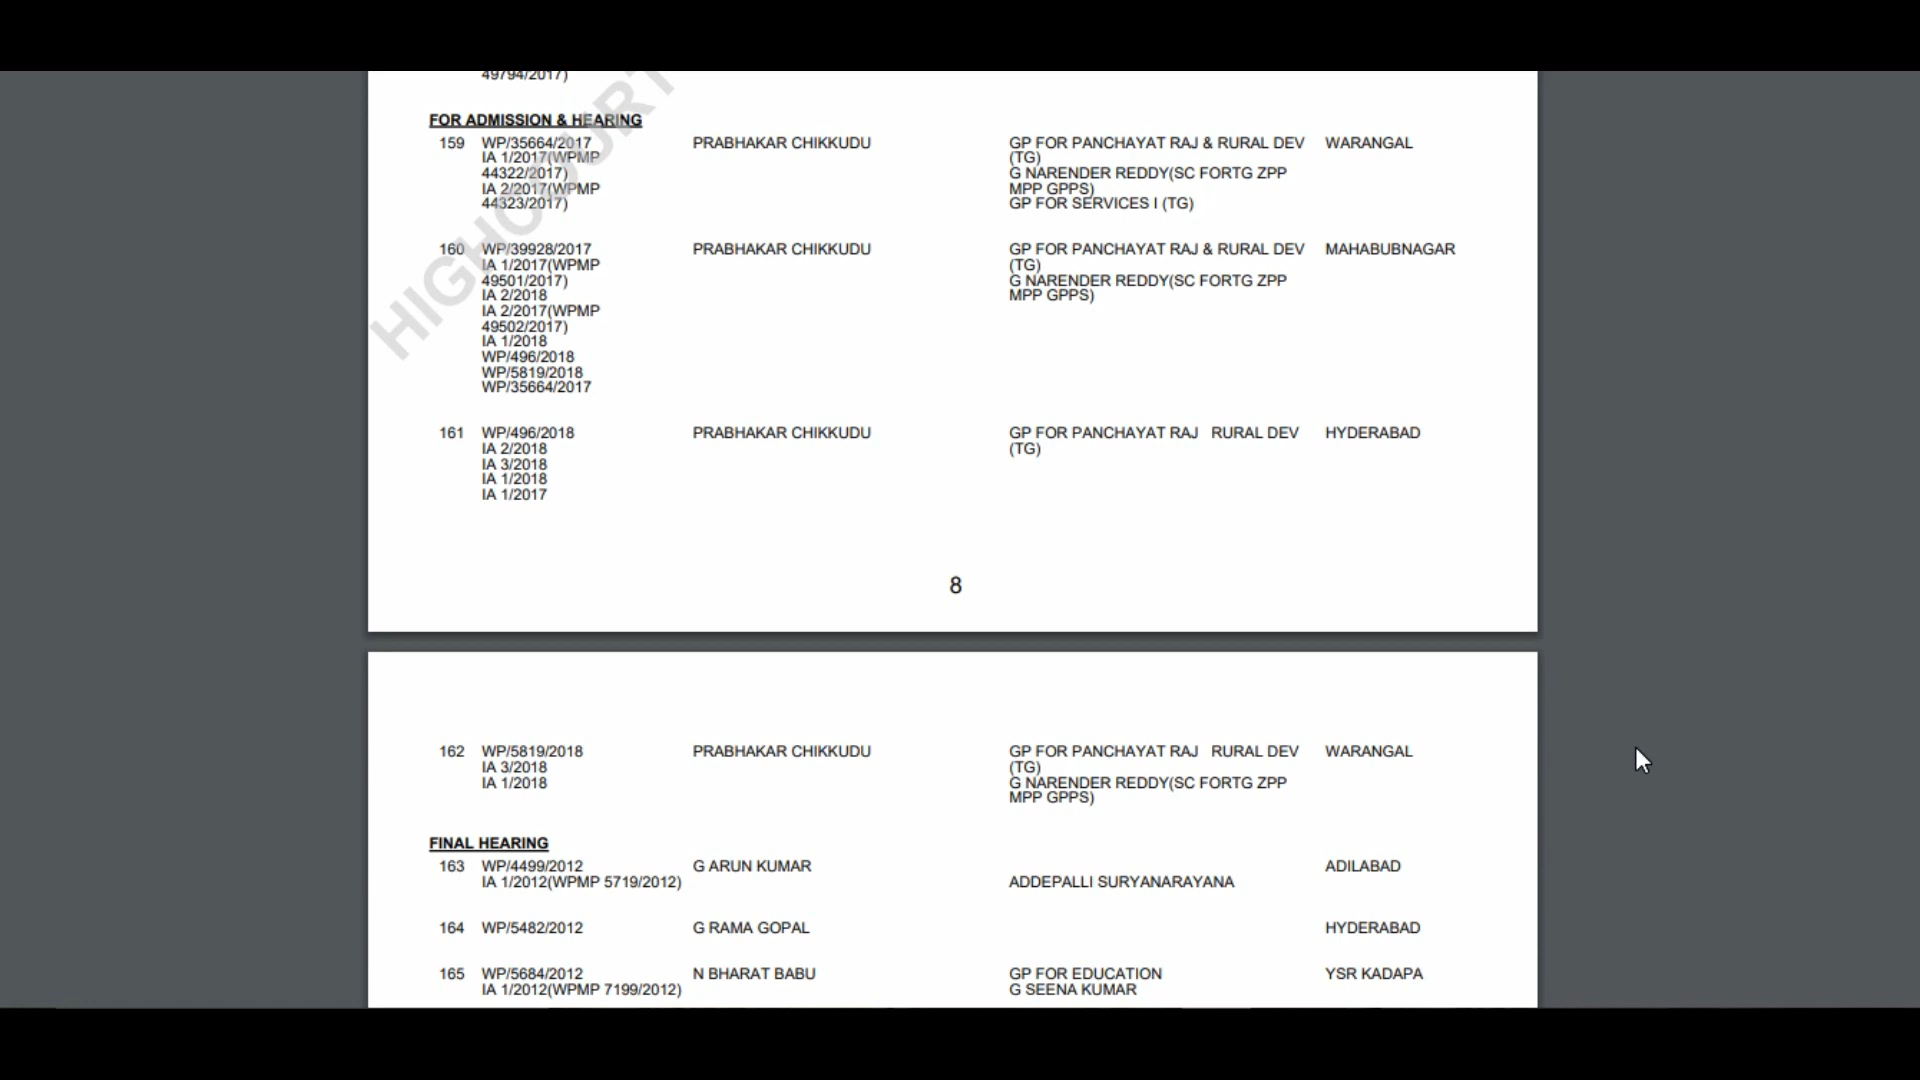 49794/2017)
HIGHCOURT
FOR ADMISSION & HEARING
159 WP/35664/2017 PRABHAKAR CHIKKUDU GP FOR PANCHAYAT RAJ & RURAL DEV WARANGAL
IA 1/2017(WPMP (TG)
44322/2017) G NARENDER REDDY(SC FORTG ZPP
IA 2/2017(WPMP MPP GPPS)
44323/2017) GP FOR SERVICES I (TG)
160 WP/39928/2017 PRABHAKAR CHIKKUDU GP FOR PANCHAYAT RAJ & RURAL DEV MAHABUBNAGAR
IA 1/2017(WPMP (TG)
49501/2017) G NARENDER REDDY(SC FORTG ZPP
IA 2/2018 MPP GPPS)
IA 2/2017(WPMP
49502/2017)
IA 1/2018
WP/496/2018
WP/5819/2018
WP/35664/2017
161 WP/496/2018 PRABHAKAR CHIKKUDU GP FOR PANCHAYAT RAJ RURAL DEV HYDERABAD
IA 2/2018 (TG)
IA 3/2018
IA 1/2018
IA 1/2017
8
162 WP/5819/2018 PRABHAKAR CHIKKUDU GP FOR PANCHAYAT RAJ RURAL DEV WARANGAL
IA 3/2018 (TG)
IA 1/2018 G NARENDER REDDY(SC FORTG ZPP
MPP GPPS)
FINAL HEARING
163 WP/4499/2012 G ARUN KUMAR ADILABAD
IA 1/2012(WPMP 5719/2012) ADDEPALLI SURYANARAYANA
164 WP/5482/2012 G RAMA GOPAL HYDERABAD
165 WP/5684/2012 N BHARAT BABU GP FOR EDUCATION YSR KADAPA
IA 1/2012(WPMP 7199/2012) G SEENA KUMAR